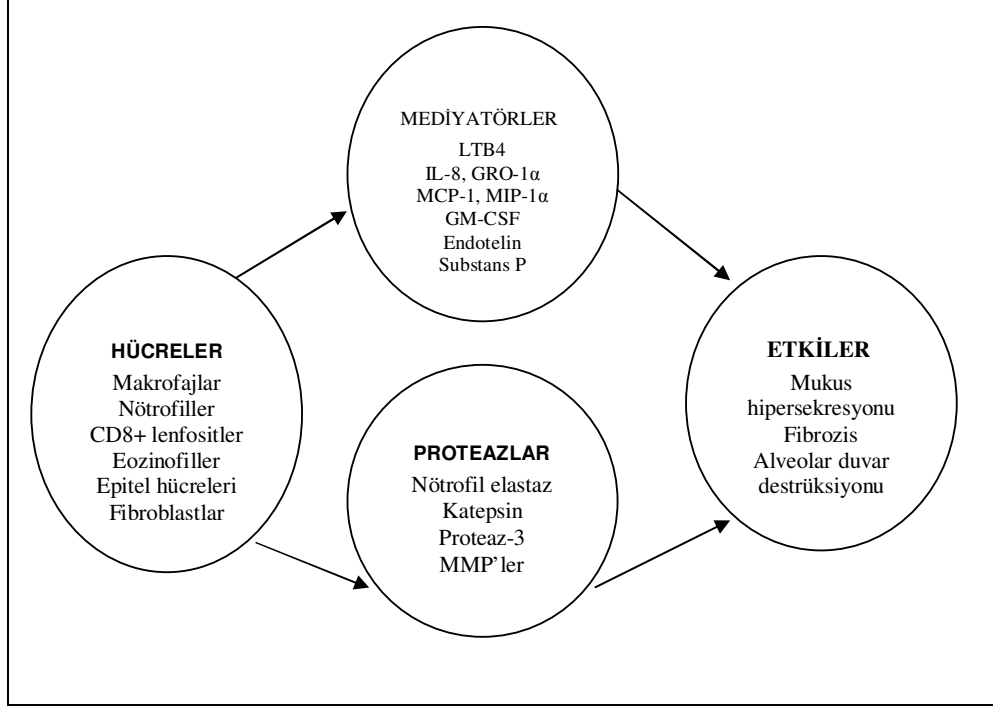 MEDİYATÖRLER
LTB4
IL-8, GRO-1α
MCP-1, MIP-1α
GM-CSF
Endotelin
Substans P
HÜCRELER
Makrofajlar
Nötrofiller
CD8+ lenfositler
Eozinofiller
Epitel hücreleri
Fibroblastlar
PROTEAZLAR
Nötrofil elastaz
Katepsin
Proteaz-3
MMP’ler
ETKİLER
Mukus
hipersekresyonu
Fibrozis
Alveolar duvar
destrüksiyonu